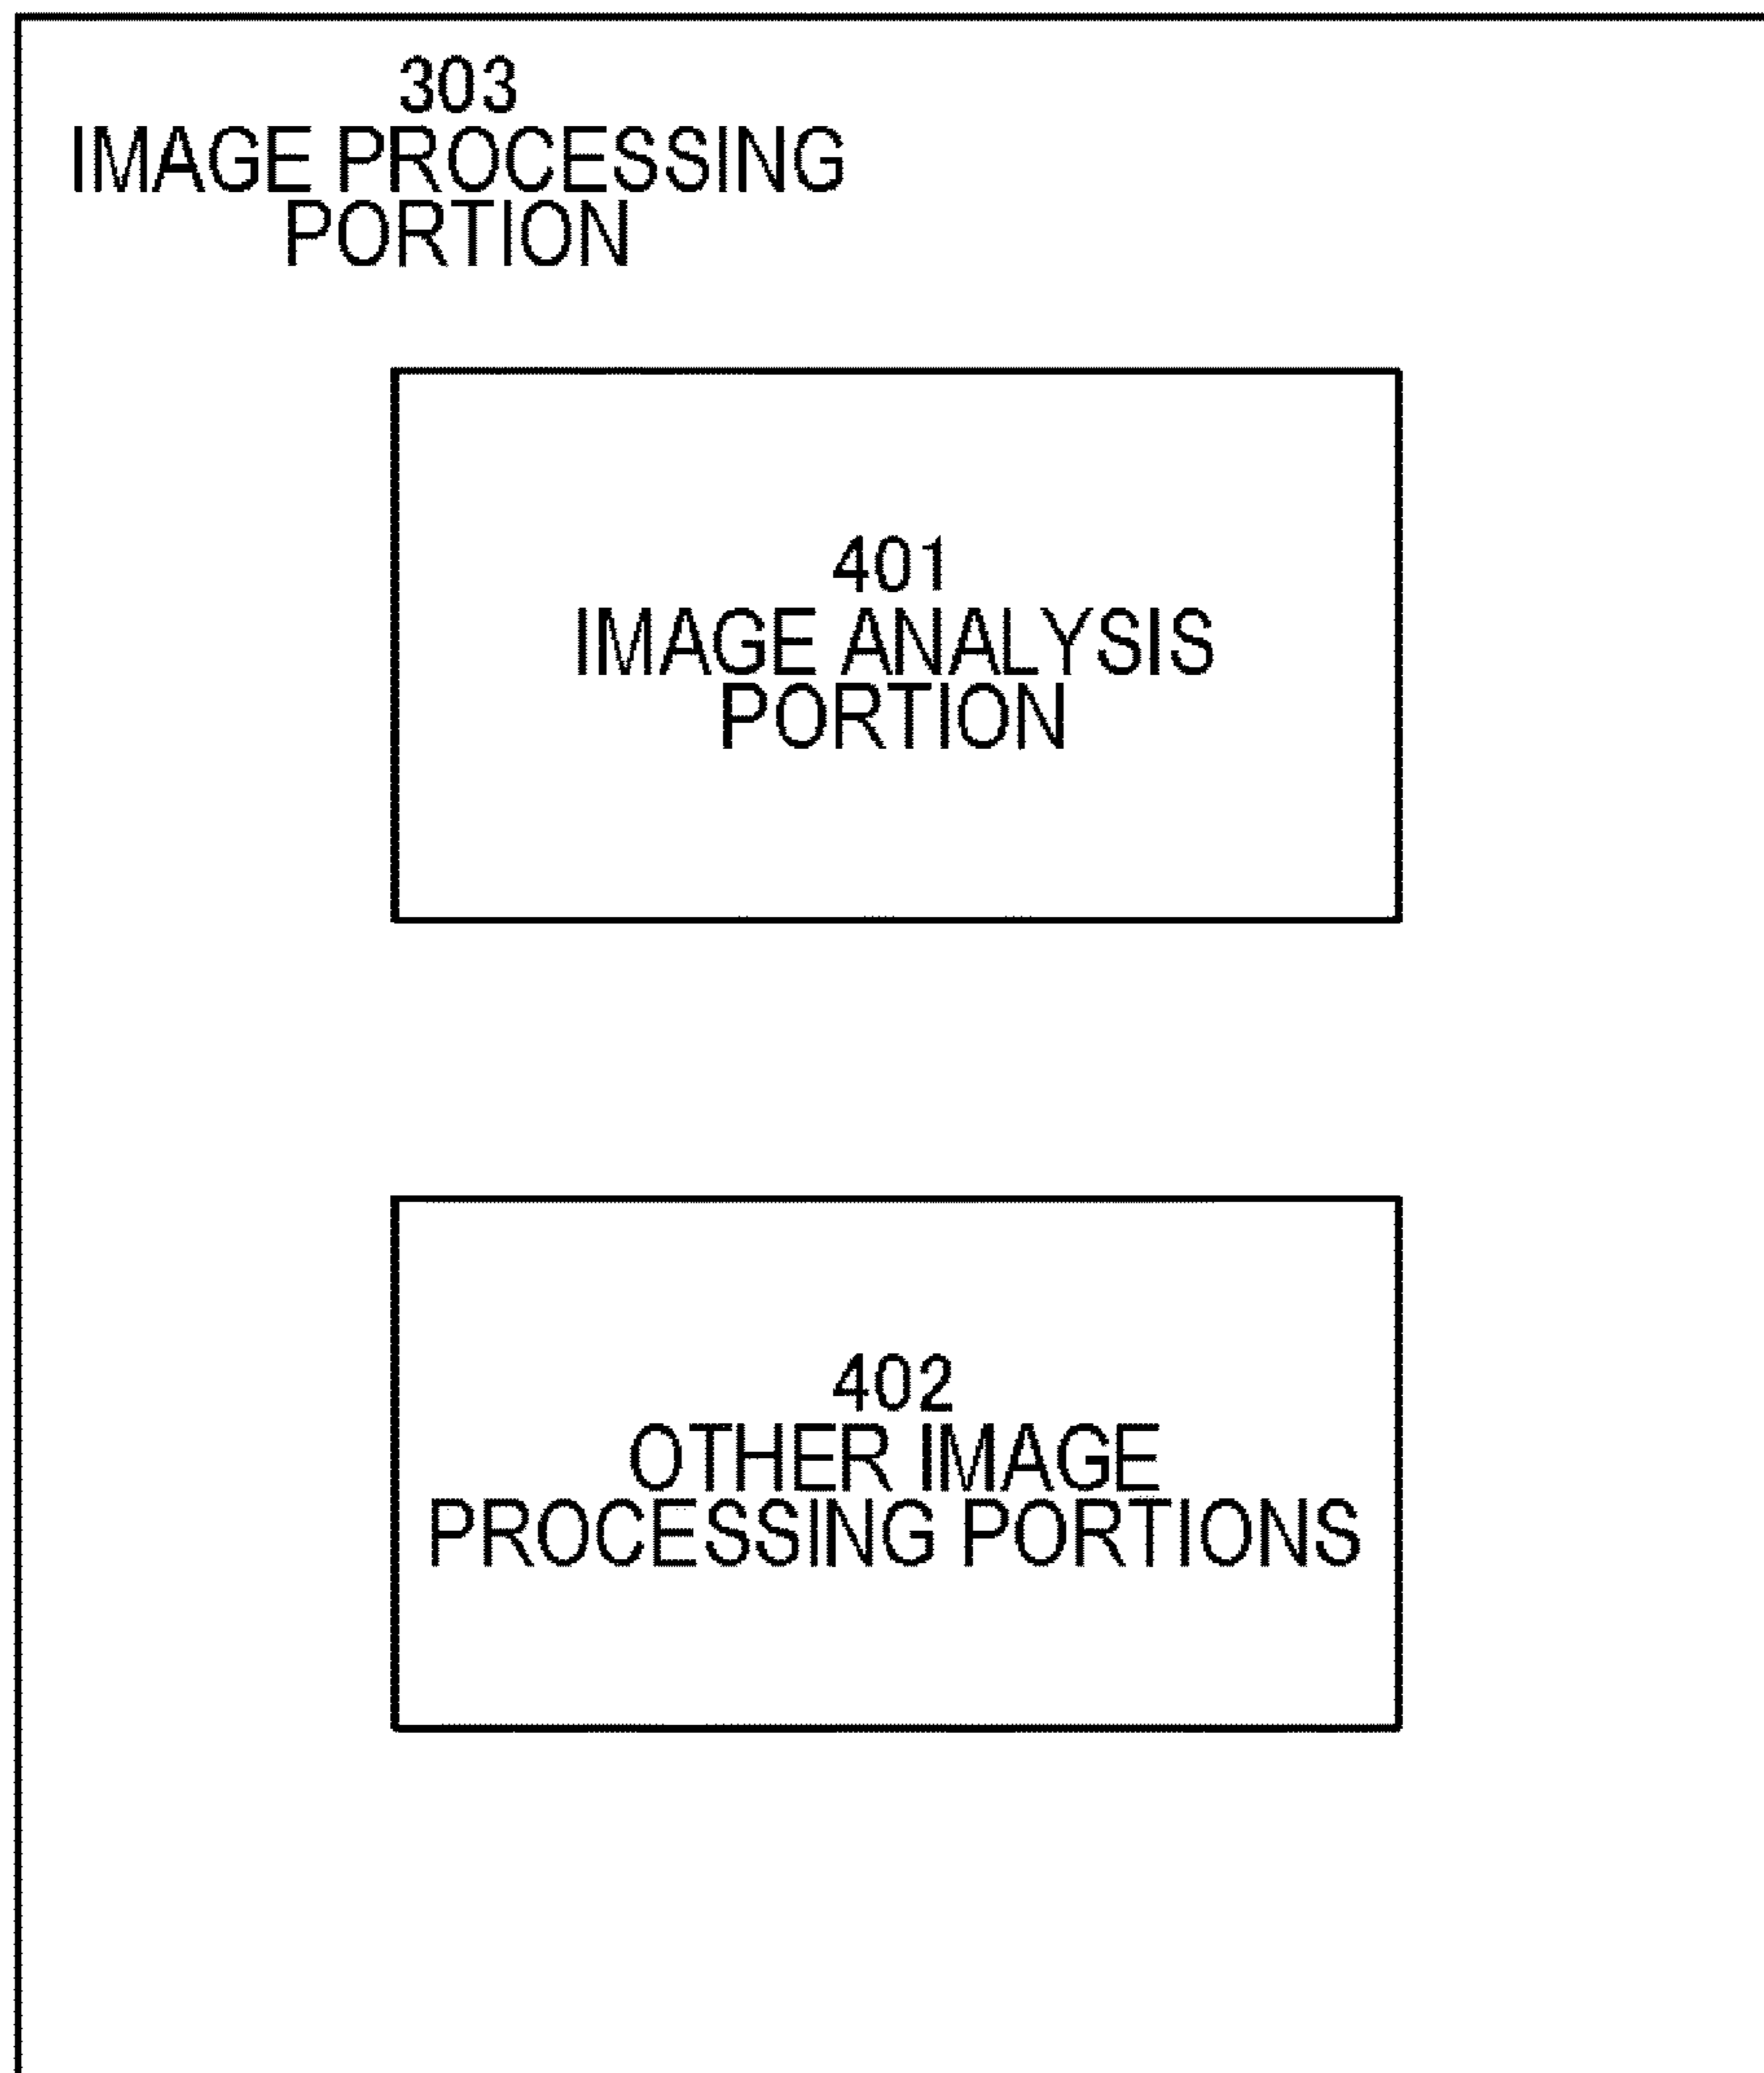 303
IMAGE PROCESSING
PORTION
401
IMAGE ANALYSIS
PORTION
402
OTHER IMAGE
PROCESSING PORTIONS